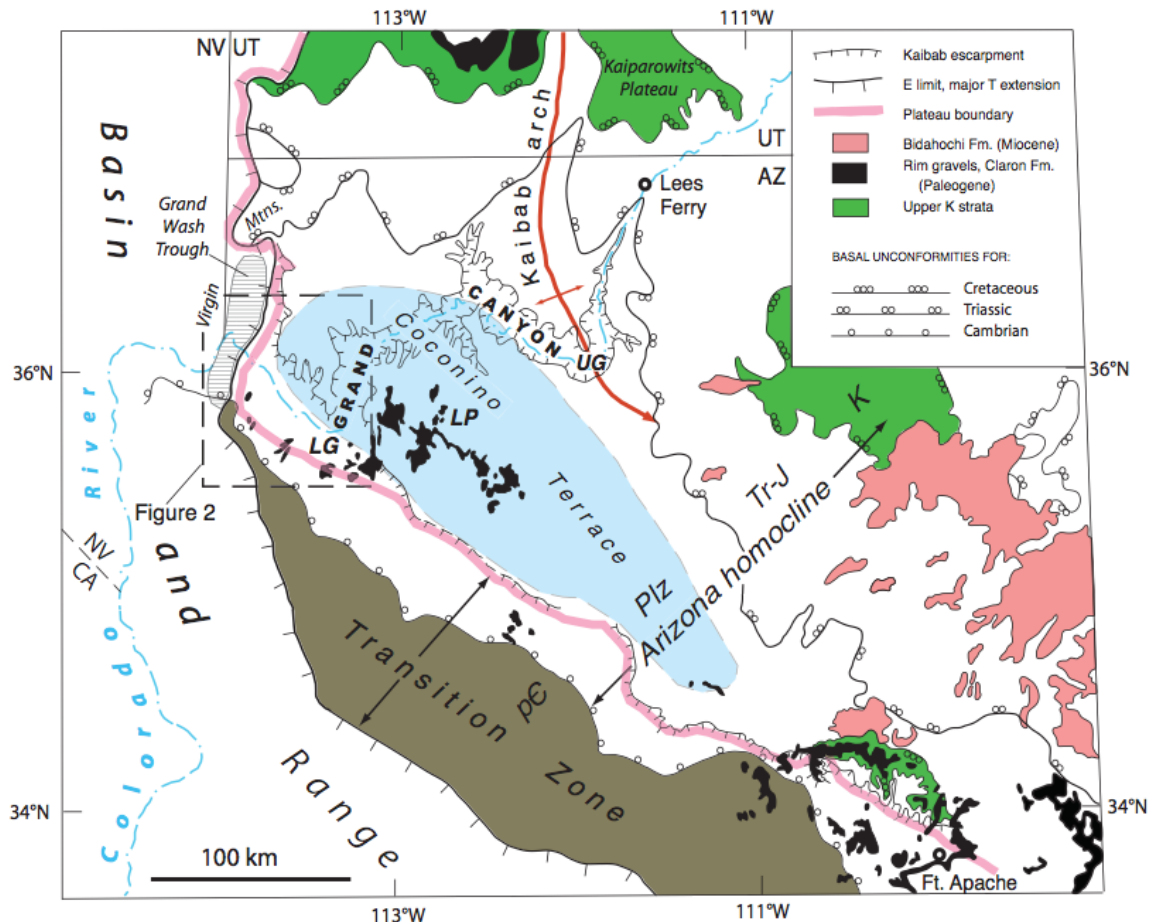 113°W
111°W
NV UT
Kaiparowits
Plateau
Kaibab arch
UT
AZ
Kaibab escarpment
E limit, major T extension
Plateau boundary
Bidahochi Fm. (Miocene)
Rim gravels, Claron Fm.
(Paleogene)
Upper K strata
BASAL UNCONFORMITIES FOR:
Cretaceous
Triassic
Cambrian
Lees
Ferry
Grand
Wash
Trough
Virgin Mtns.
Basin and Range
36°N
36°N
GRAND CANYON
UG
Coconino Terrace
LP
LG
K
Tr-J
Plz
Arizona homocline
Figure 2
NV
CA
Colorado River
Transition Zone
pЄ
34°N
34°N
100 km
Ft. Apache
113°W
111°W